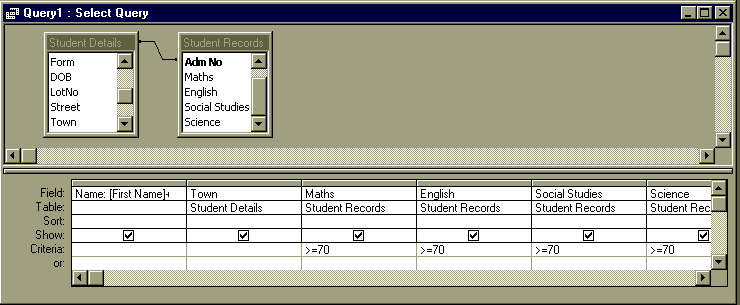 Query1 : Select Query
Student Details
Form
DOB
LotNo
Street
Town
Student Records
Adm No
Maths
English
Social Studies
Science
Field: Name: [First Name]+ Town Maths English Social Studies Science
Table: Student Details Student Records Student Records Student Records Student Rec
Sort:
Show:
Criteria: >=70 >=70 >=70 >=70
or: